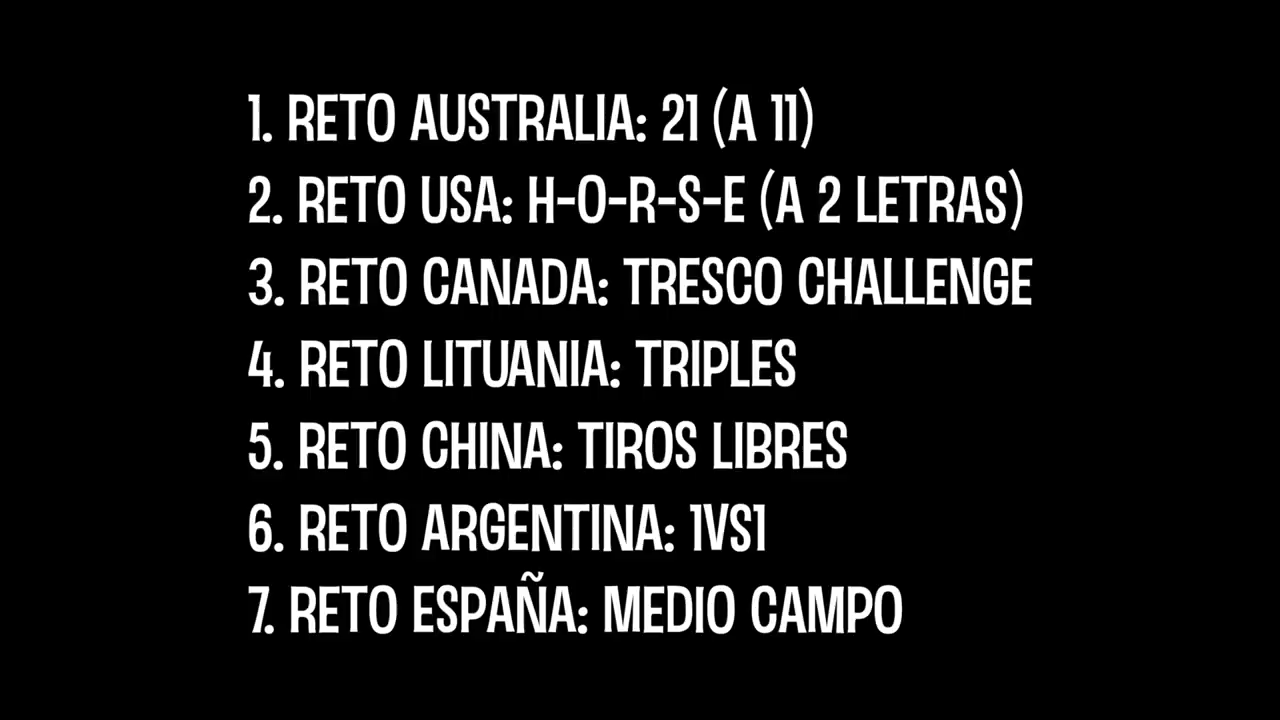 1. RETO AUSTRALIA: 21 (A 11)
2. RETO USA: H-O-R-S-E (A 2 LETRAS)
3. RETO CANADA: TRESCO CHALLENGE
4. RETO LITUANIA: TRIPLES
5. RETO CHINA: TIROS LIBRES
6. RETO ARGENTINA: 1VS1
7. RETO ESPAÑA: MEDIO CAMPO